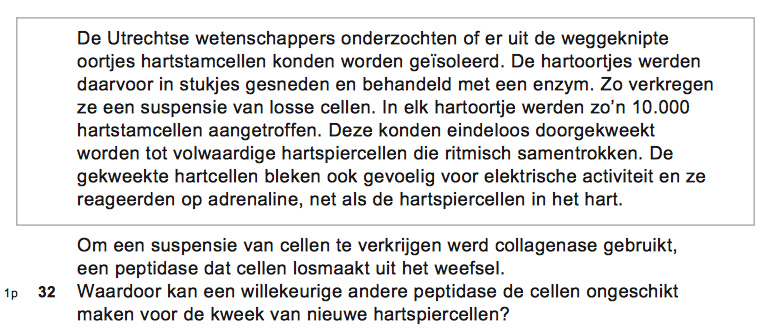 De Utrechtse wetenschappers onderzochten of er uit de weggeknipte
oortjes hartstamcellen konden worden geïsoleerd. De hartoortjes werden
daarvoor in stukjes gesneden en behandeld met een enzym. Zo verkregen
ze een suspensie van losse cellen. In elk hartoortje werden zo’n 10.000
hartstamcellen aangetroffen. Deze konden eindeloos doorgekweekt
worden tot volwaardige hartspiercellen die ritmisch samentrokken. De
gekweekte hartcellen bleken ook gevoelig voor elektrische activiteit en ze
reageerden op adrenaline, net als de hartspiercellen in het hart.
Om een suspensie van cellen te verkrijgen werd collagenase gebruikt,
een peptidase dat cellen losmaakt uit het weefsel.
1p 32 Waardoor kan een willekeurige andere peptidase de cellen ongeschikt
maken voor de kweek van nieuwe hartspiercellen?